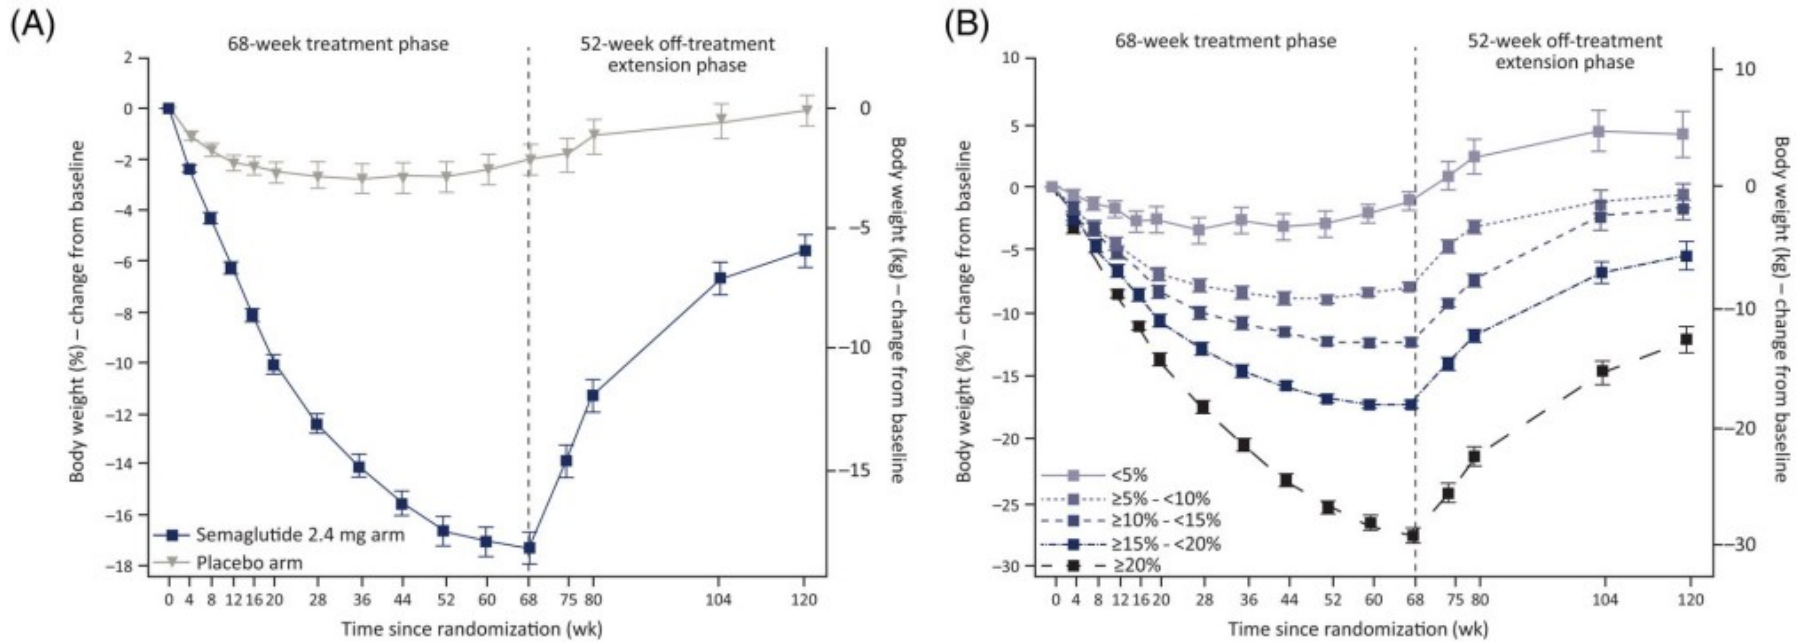 (A)
68-week treatment phase
52-week off-treatment
extension phase
2
0
−2
−4
−6
−8
−10
−12
−14
−16
−18
Body weight (%) – change from baseline
0
−5
−10
−15
Body weight (kg) – change from baseline
Semaglutide 2.4 mg arm
Placebo arm
0 4 8 12 16 20 28 36 44 52 60 68 75 80 104 120
Time since randomization (wk)
(B)
68-week treatment phase
52-week off-treatment
extension phase
10
5
0
−5
−10
−15
−20
−25
−30
Body weight (%) – change from baseline
10
0
−10
−20
−30
Body weight (kg) – change from baseline
<5%
≥5% - <10%
≥10% - <15%
≥15% - <20%
≥20%
0 4 8 12 16 20 28 36 44 52 60 68 75 80 104 120
Time since randomization (wk)